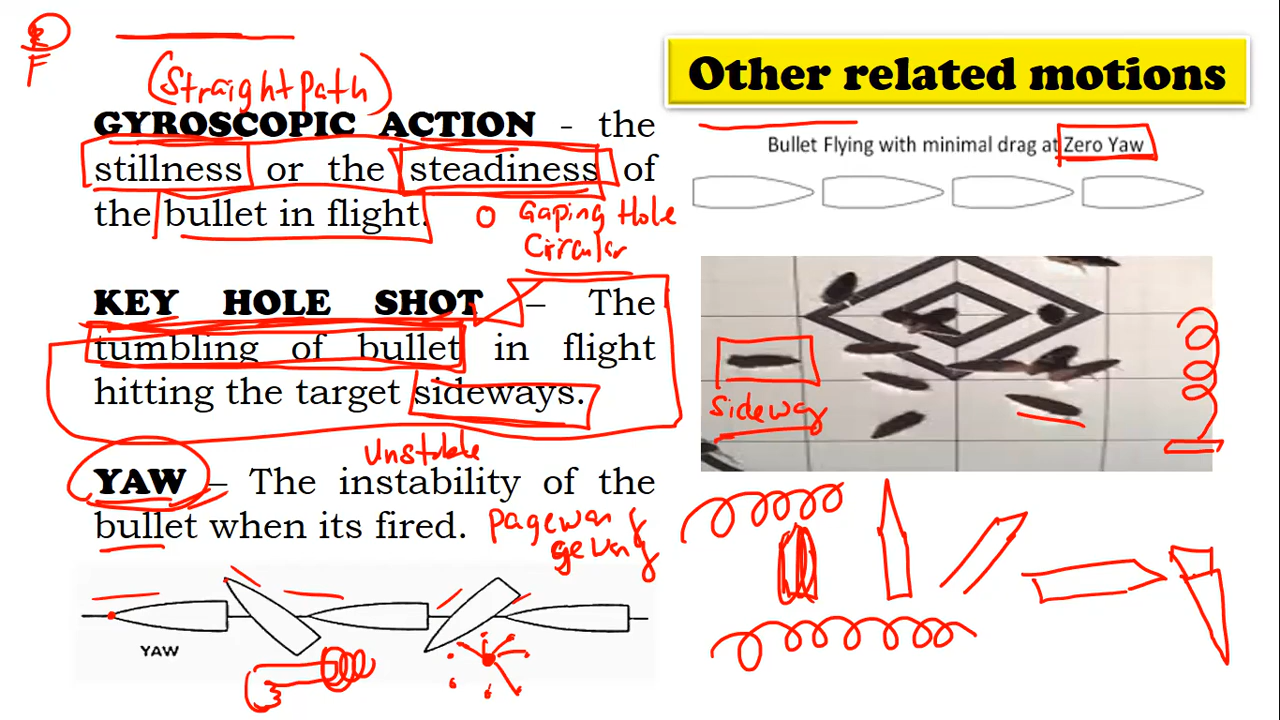 F
(Straight Path)
GYROSCOPIC ACTION - the
stillness or the steadiness of
the bullet in flight.
O Gaping Hole
Circular
KEY HOLE SHOT – The
tumbling of bullet in flight
hitting the target sideways.
Unstable
YAW – The instability of the
bullet when its fired.
YAW
Other related motions
Bullet Flying with minimal drag at Zero Yaw
Sideway